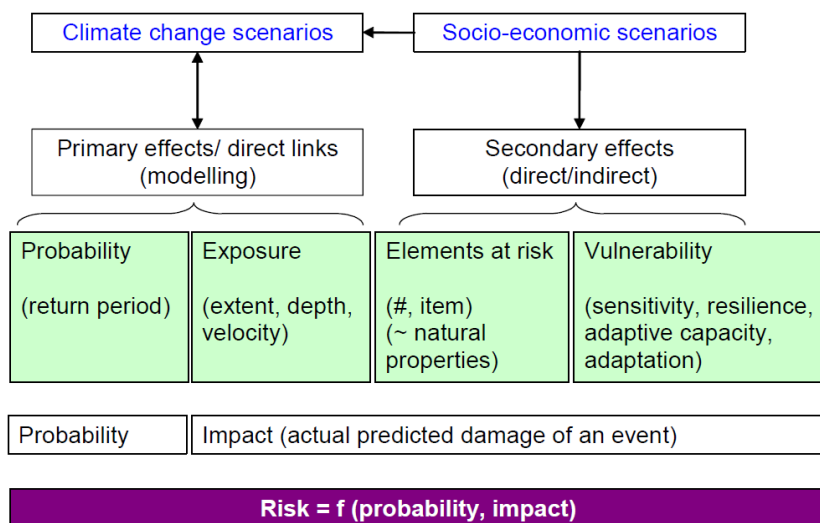 Climate change scenarios
Socio-economic scenarios
Primary effects/ direct links
(modelling)
Secondary effects
(direct/indirect)
Probability
(return period)
Exposure
(extent, depth,
velocity)
Elements at risk
(#, item)
(~ natural
properties)
Vulnerability
(sensitivity, resilience,
adaptive capacity,
adaptation)
Probability
Impact (actual predicted damage of an event)
Risk = f (probability, impact)